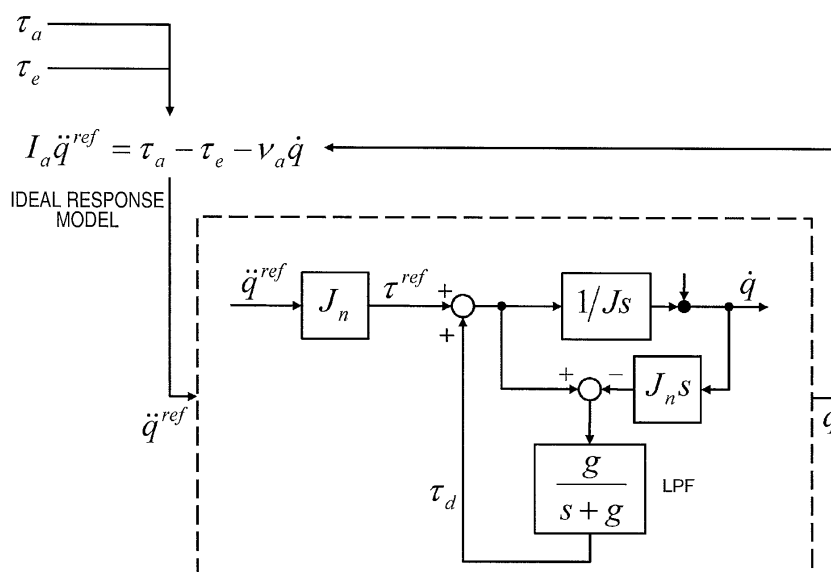 τ_a
τ_e
I_a q̈^ref = τ_a − τ_e − ν_a q̇
IDEAL RESPONSE
MODEL
q̈^ref
J_n
τ^ref
+
+
1/Js
q̇
+
−
J_n s
q̈^ref
τ_d
g
s + g
LPF